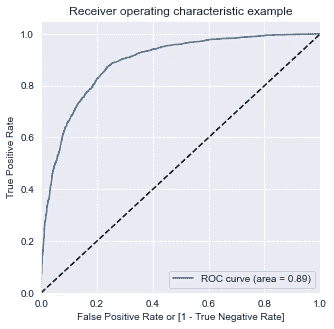 Receiver operating characteristic example
True Positive Rate
1.0
0.8
0.6
0.4
0.2
0.0
ROC curve (area = 0.89)
0.0 0.2 0.4 0.6 0.8 1.0
False Positive Rate or [1 - True Negative Rate]